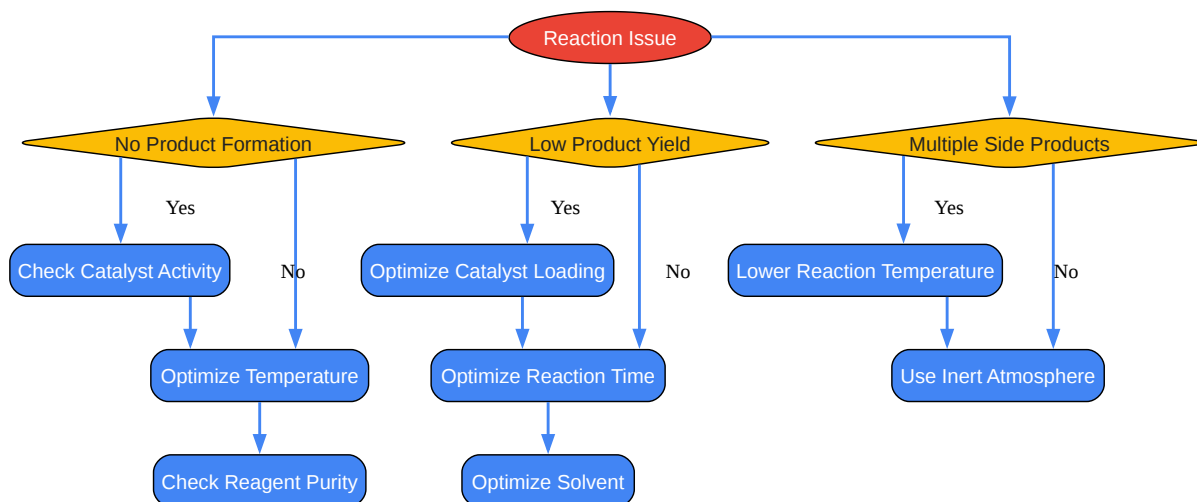 Reaction Issue
No Product Formation
Low Product Yield
Multiple Side Products
Yes
Yes
Yes
Check Catalyst Activity
No
Optimize Catalyst Loading
No
Lower Reaction Temperature
No
Optimize Temperature
Optimize Reaction Time
Use Inert Atmosphere
Check Reagent Purity
Optimize Solvent